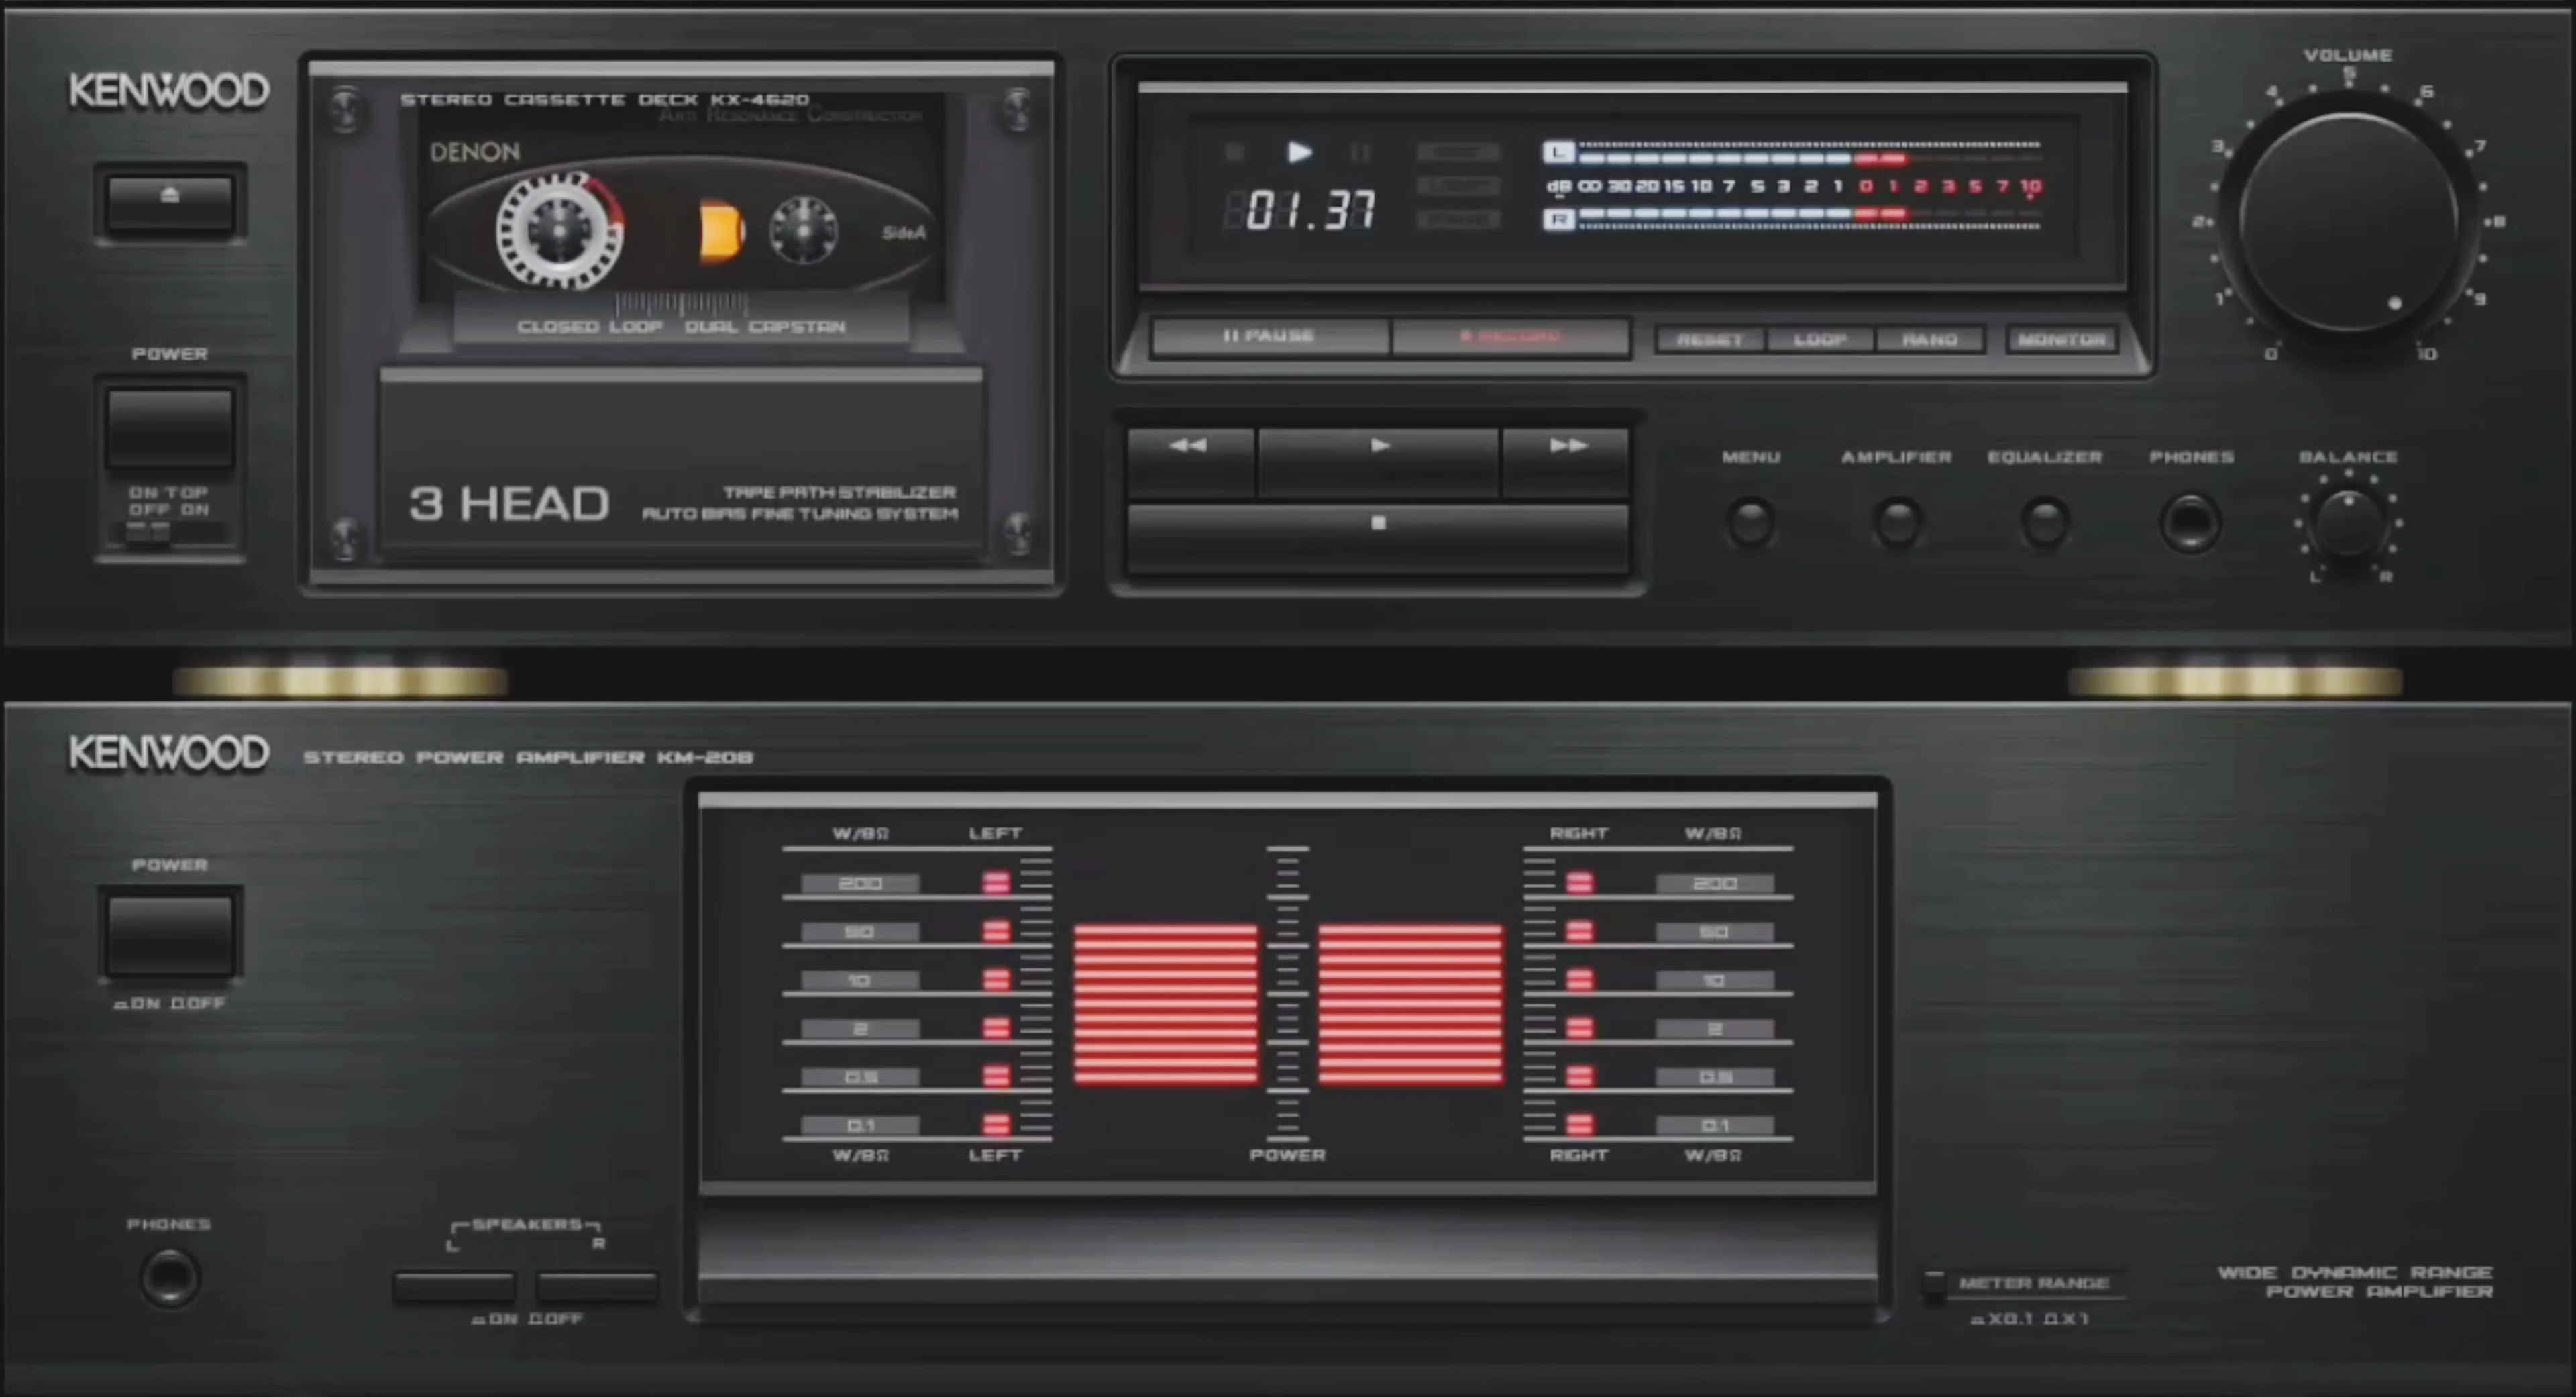 KENWOOD
STEREO CASSETTE DECK KX-4620
ANTI RESONANCE CONSTRUCTION
DENON
SideA
CLOSED LOOP DUAL CAPSTAN
POWER
ON TOP
OFF ON
3 HEAD
TAPE PATH STABILIZER
AUTO BIAS FINE TUNING SYSTEM
01.37
L
dB ∞ 30 20 15 10 7 5 3 2 1 0 1 2 3 5 7 10
R
PAUSE
RECORD
RESET
LOOP
RAND
MONITOR
VOLUME
0 1 2 3 4 5 6 7 8 9 10
MENU
AMPLIFIER
EQUALIZER
PHONES
BALANCE
L R
KENWOOD
STEREO POWER AMPLIFIER KM-208
POWER
ON OFF
PHONES
SPEAKERS
L R
ON OFF
W/8Ω LEFT RIGHT W/8Ω
200 200
50 50
10 10
2 2
0.5 0.5
0.1 0.1
W/8Ω LEFT POWER RIGHT W/8Ω
METER RANGE
X0.1 X1
WIDE DYNAMIC RANGE
POWER AMPLIFIER